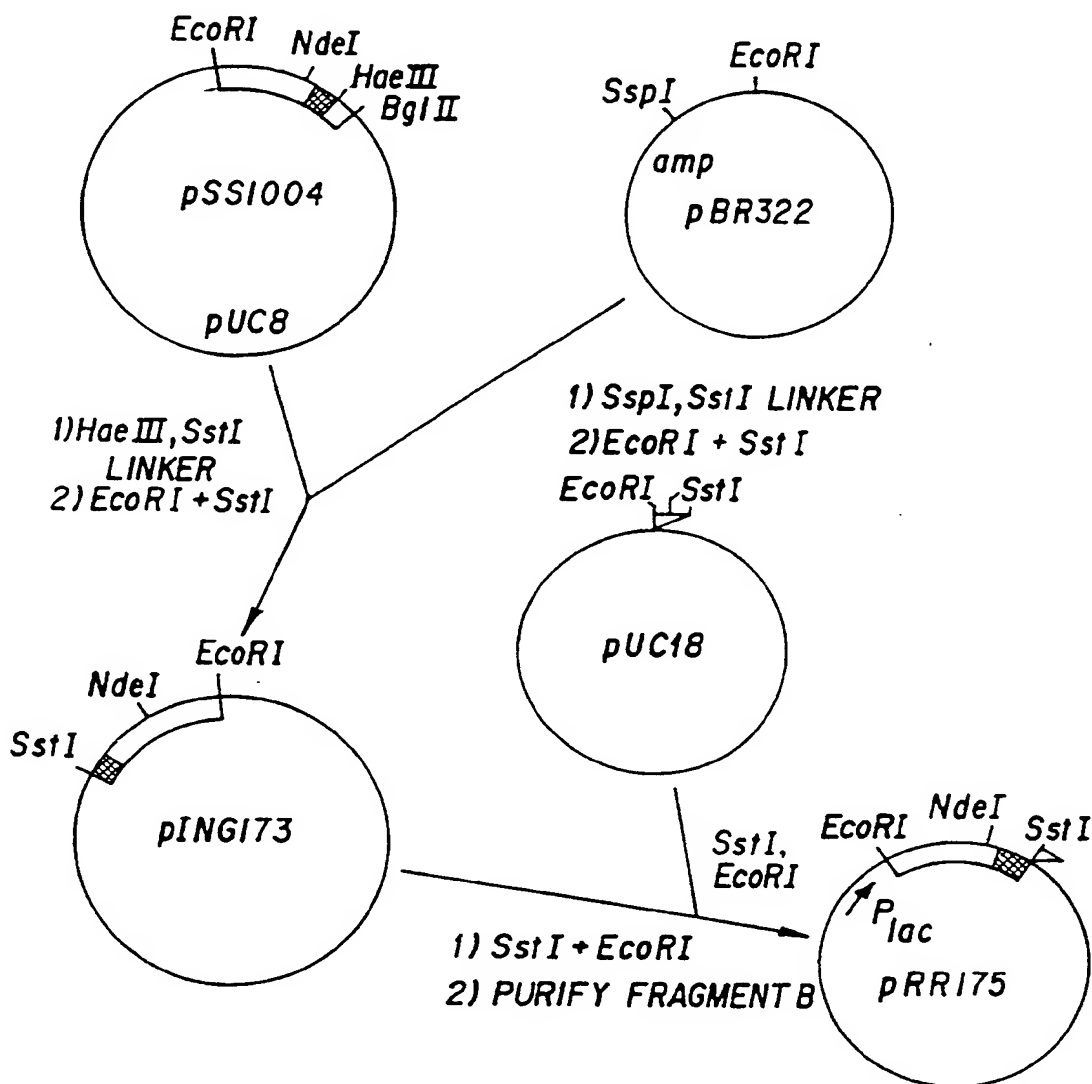 EcoRI
NdeI
HaeIII
BglII
pSS1004
pUC8
EcoRI
SspI
amp
pBR322
1)HaeIII,SstI
LINKER
2)EcoRI+SstI
1) SspI,SstI LINKER
2)EcoRI + SstI
EcoRI
SstI
pUC18
EcoRI
NdeI
SstI
pING173
SstI,
EcoRI
1) SstI + EcoRI
2) PURIFY FRAGMENT B
EcoRI
NdeI
SstI
Plac
pRR175